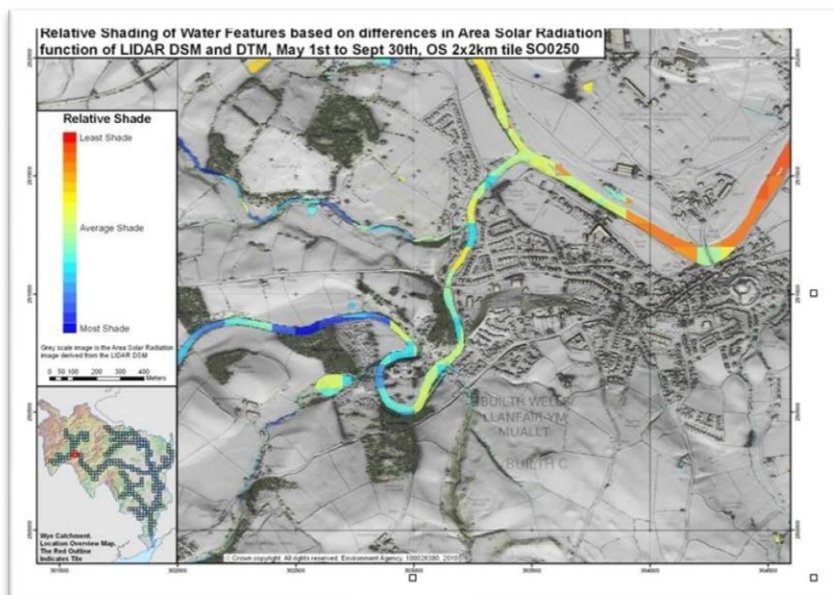 Relative Shading of Water Features based on differences in Area Solar Radiation
function of LIDAR DSM and DTM, May 1st to Sept 30th, OS 2x2km tile SO0250
Relative Shade
Least Shade
Average Shade
Most Shade
Grey scale image is the Area Solar Radiation
image derived from the LIDAR DSM
0 50 100 200 300 400
Meters
BUILTH WELLS
LLANFAIR-YM
MUALLT
BUILTH C
Wye Catchment.
Location Overview Map.
The Red Outline
Indicates Tile
© Crown copyright. All rights reserved. Environment Agency, 100026380, 2010